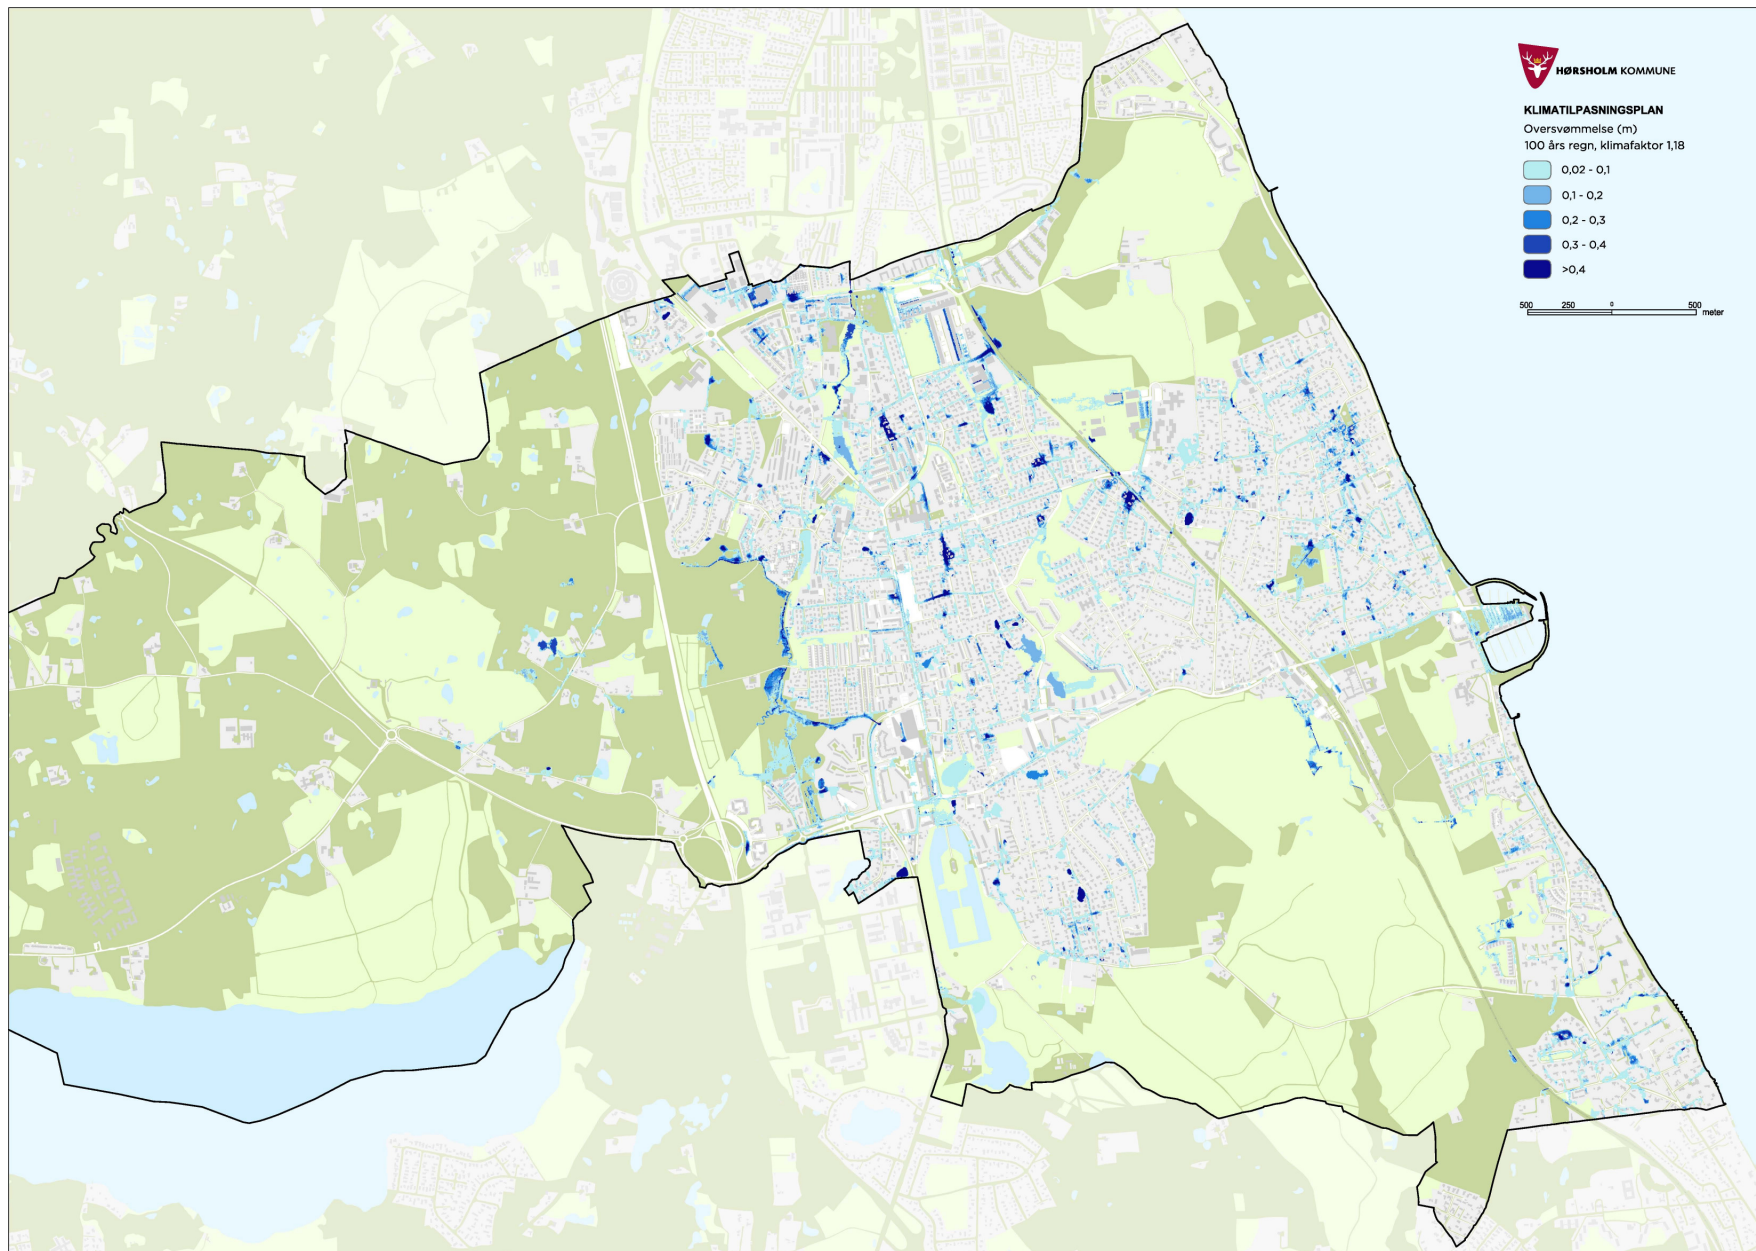 HØRSHOLM KOMMUNE
KLIMATILPASNINGSPLAN
Oversvømmelse (m)
100 års regn, klimafaktor 1,18
0,02 - 0,1
0,1 - 0,2
0,2 - 0,3
0,3 - 0,4
>0,4
500 250 0 500
meter